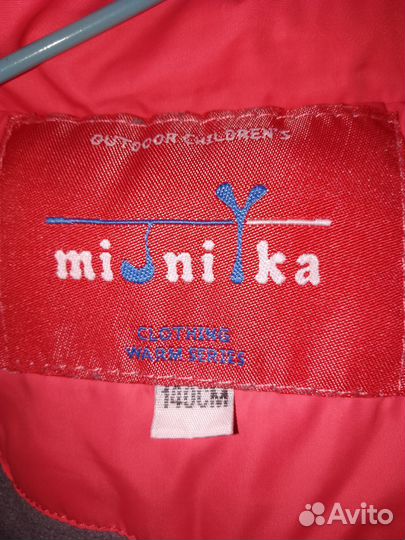 OUTDOOR CHILDREN'S
miJniYka
CLOTHING
WARM SERIES
140CM
Avito